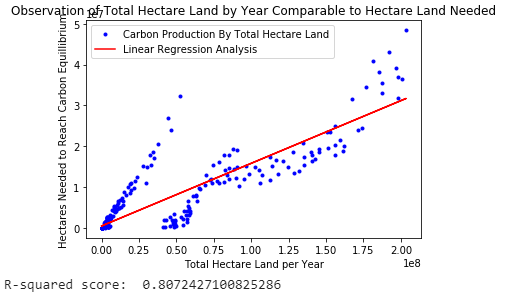 Observation of Total Hectare Land by Year Comparable to Hectare Land Needed
1e7
Carbon Production By Total Hectare Land
Linear Regression Analysis
Hectares Needed to Reach Carbon Equillibrium
5
4
3
2
1
0
0.00 0.25 0.50 0.75 1.00 1.25 1.50 1.75 2.00
1e8
Total Hectare Land per Year
R-squared score: 0.8072427100825286